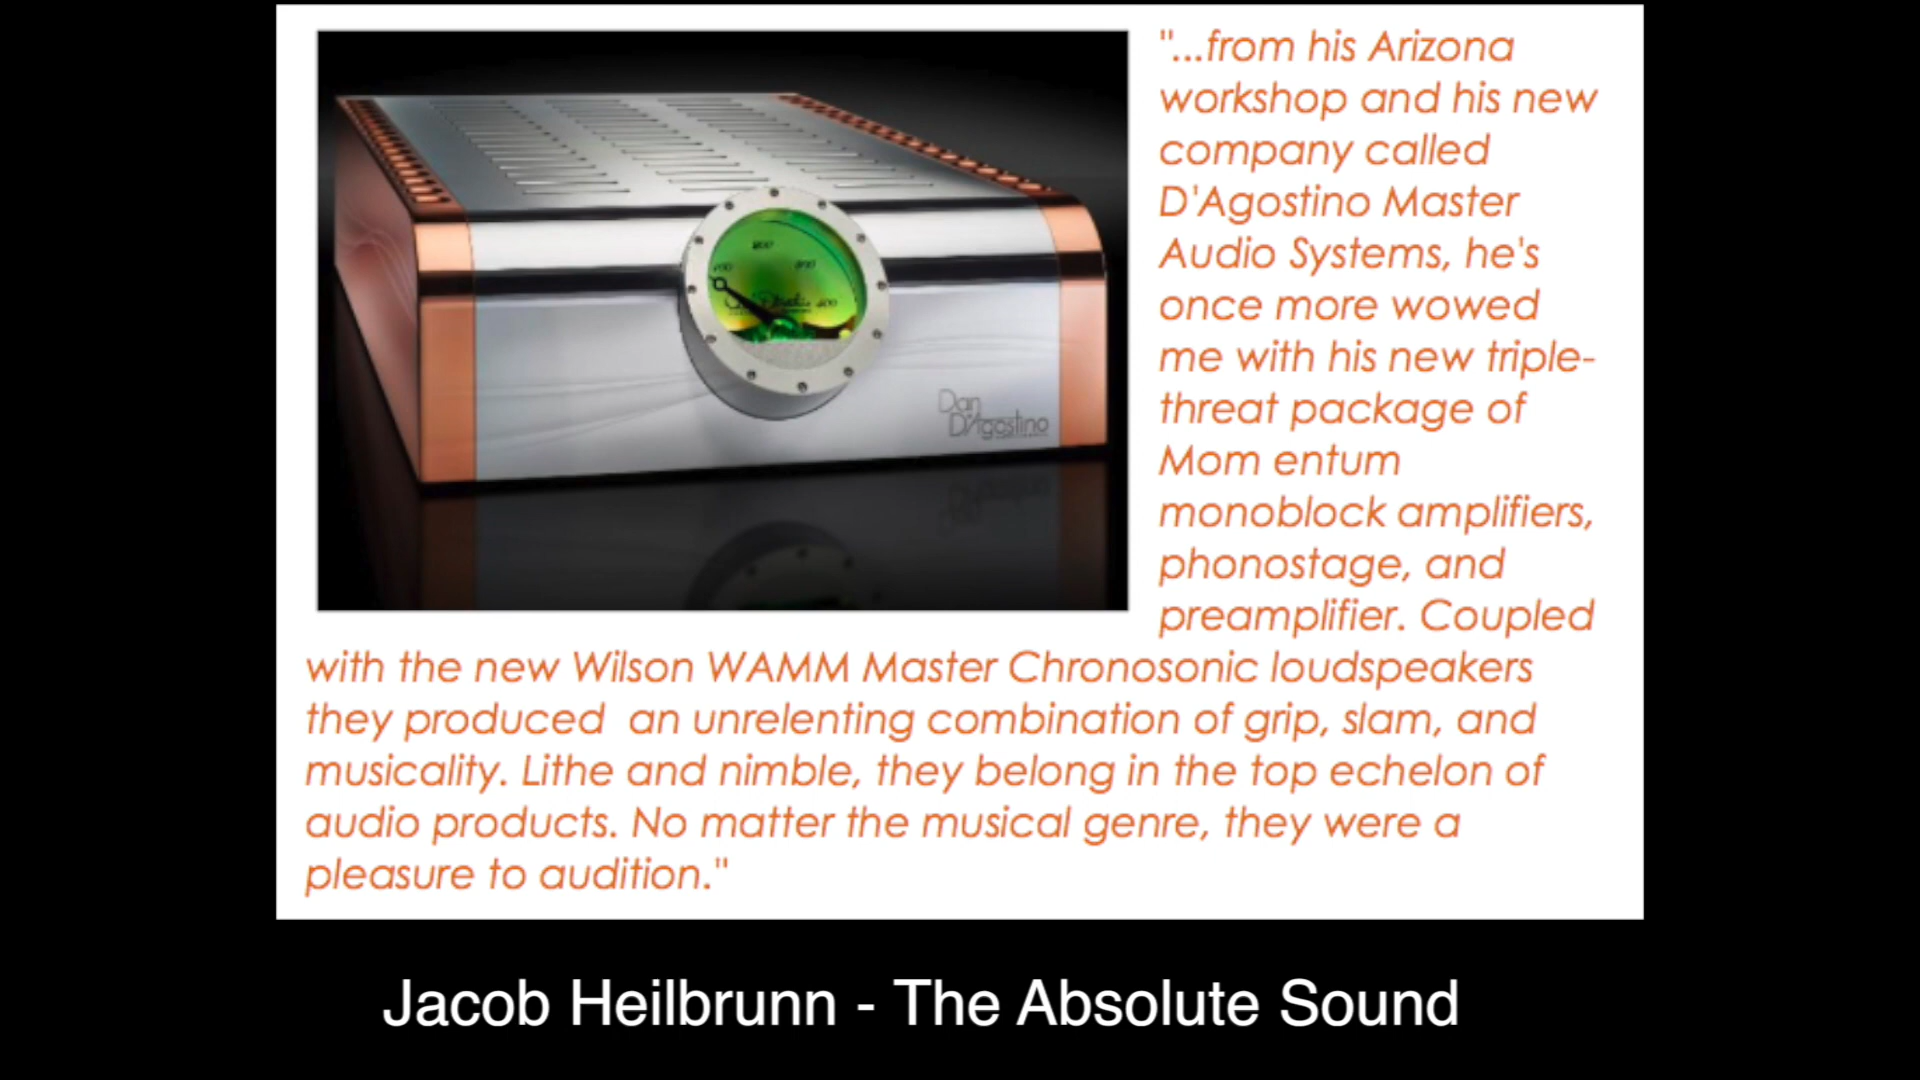 "...from his Arizona
workshop and his new
company called
D'Agostino Master
Audio Systems, he's
once more wowed
me with his new triple-
threat package of
Mom entum
monoblock amplifiers,
phonostage, and
preamplifier. Coupled
with the new Wilson WAMM Master Chronosonic loudspeakers
they produced  an unrelenting combination of grip, slam, and
musicality. Lithe and nimble, they belong in the top echelon of
audio products. No matter the musical genre, they were a
pleasure to audition."
200
400
Dan
D'Agostino
Jacob Heilbrunn - The Absolute Sound